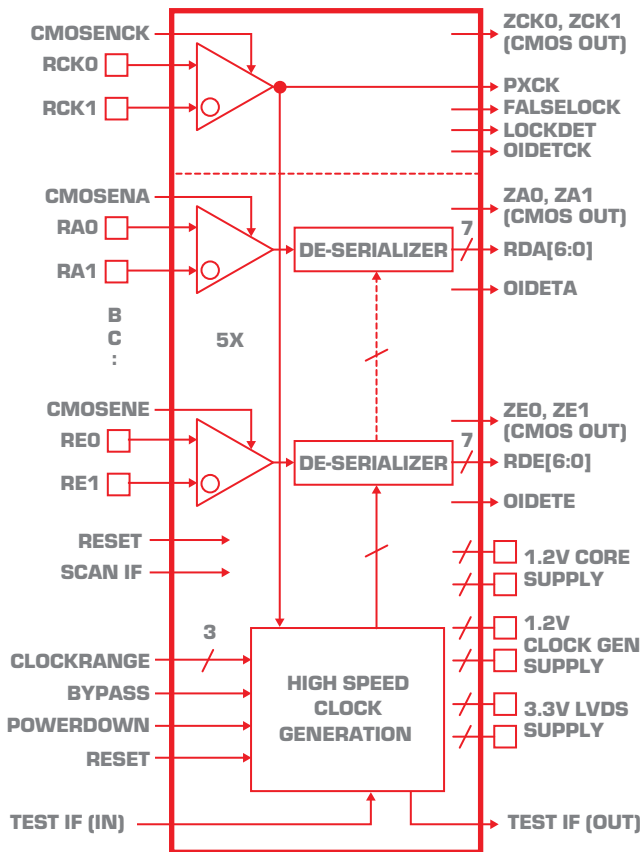 CMOSENCK
RCK0
RCK1
ZCK0, ZCK1
(CMOS OUT)
PXCK
FALSELOCK
LOCKDET
OIDETCK
CMOSENA
RA0
RA1
DE-SERIALIZER
ZA0, ZA1
(CMOS OUT)
7
RDA[6:0]
OIDETA
B
C
:
5X
CMOSENE
RE0
RE1
DE-SERIALIZER
ZE0, ZE1
(CMOS OUT)
7
RDE[6:0]
OIDETE
RESET
SCAN IF
1.2V CORE
SUPPLY
3
CLOCKRANGE
BYPASS
POWERDOWN
RESET
HIGH SPEED
CLOCK
GENERATION
1.2V
CLOCK GEN
SUPPLY
3.3V LVDS
SUPPLY
TEST IF (IN)
TEST IF (OUT)